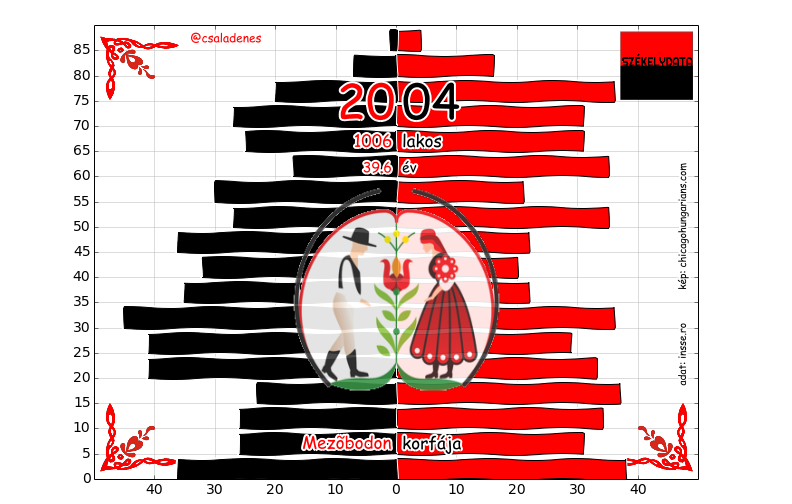 @csaladenes
SZÉKELYDATA
2004
1006 lakos
39.6 év
kép: chicagohungarians.com
adat: insse.ro
Mezõbodon korfája
85
80
75
70
65
60
55
50
45
40
35
30
25
20
15
10
5
0
40 30 20 10 0 10 20 30 40